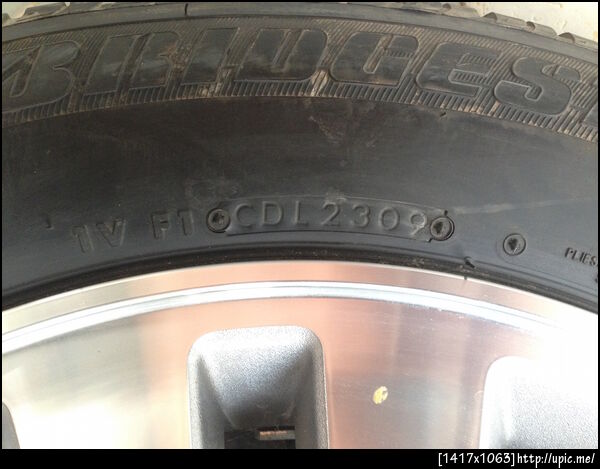 BRIDGES
1V F1 CDL2309
PLIES
[1417x1063]http://upic.me/